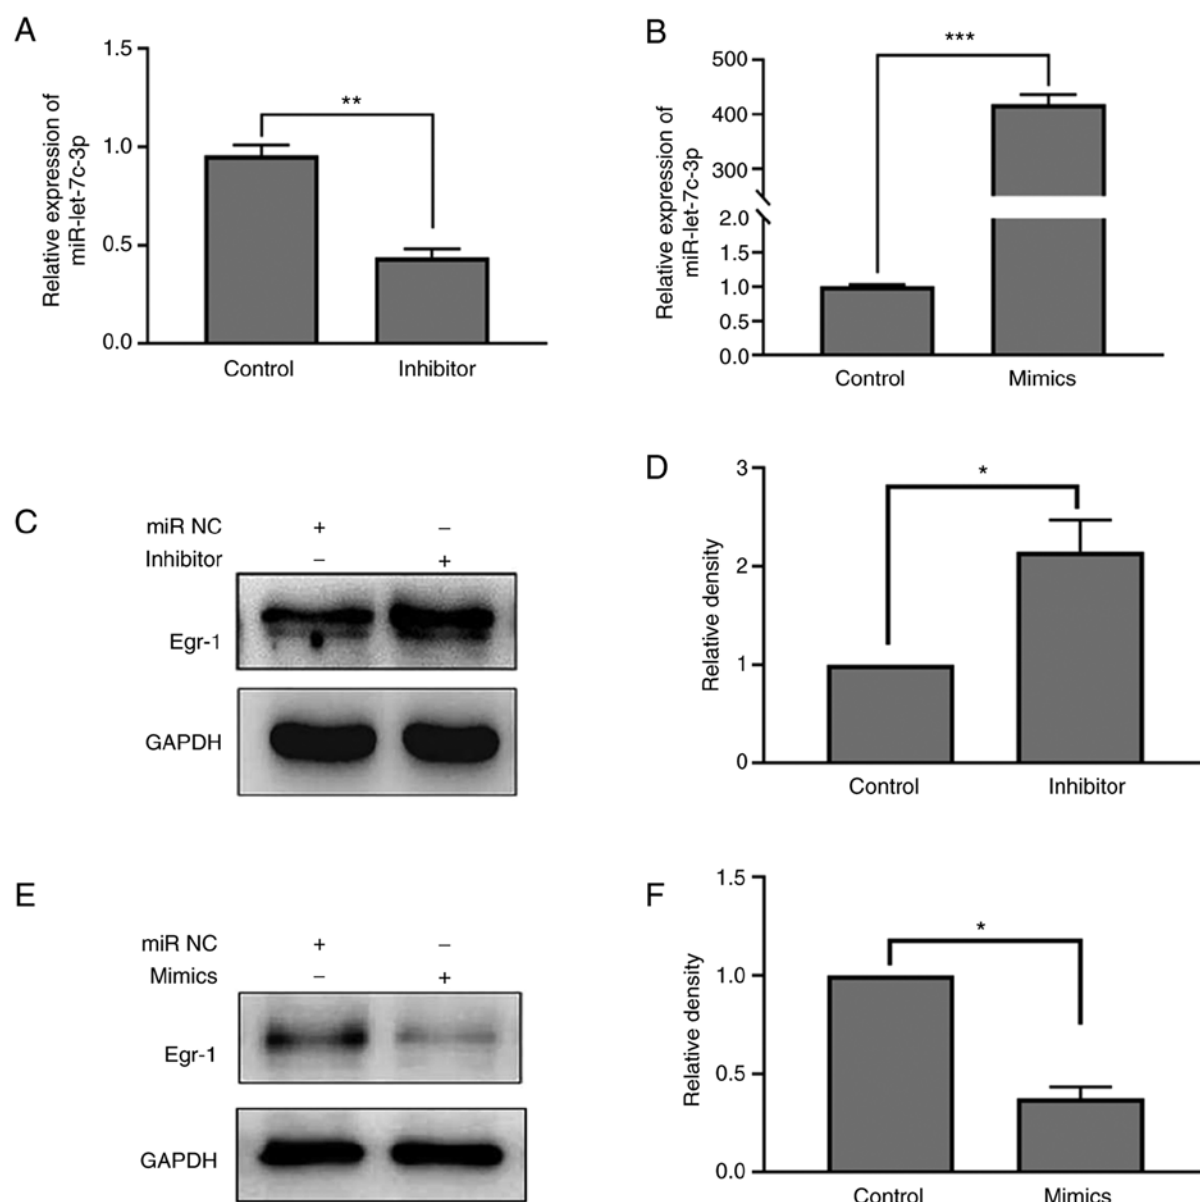 A
Relative expression of
miR-let-7c-3p
1.5
1.0
0.5
0.0
**
Control
Inhibitor
B
Relative expression of
miR-let-7c-3p
500
400
300
2.0
1.5
1.0
0.5
0.0
***
Control
Mimics
C
miR NC + –
Inhibitor – +
Egr-1
GAPDH
D
Relative density
3
2
1
0
*
Control
Inhibitor
E
miR NC + –
Mimics – +
Egr-1
GAPDH
F
Relative density
1.5
1.0
0.5
0.0
*
Control
Mimics